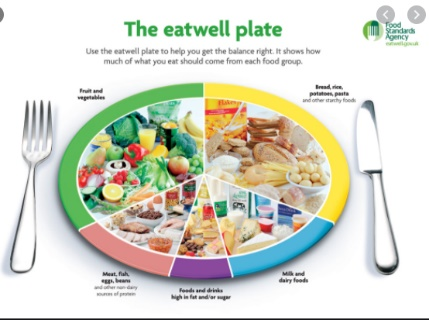 The eatwell plate
Food
Standards
Agency
eatwell.gov.uk
Use the eatwell plate to help you get the balance right. It shows how
much of what you eat should come from each food group.
Fruit and
vegetables
Bread, rice,
potatoes, pasta
and other starchy foods
Meat, fish,
eggs, beans
and other non-dairy
sources of protein
Foods and drinks
high in fat and/or sugar
Milk and
dairy foods